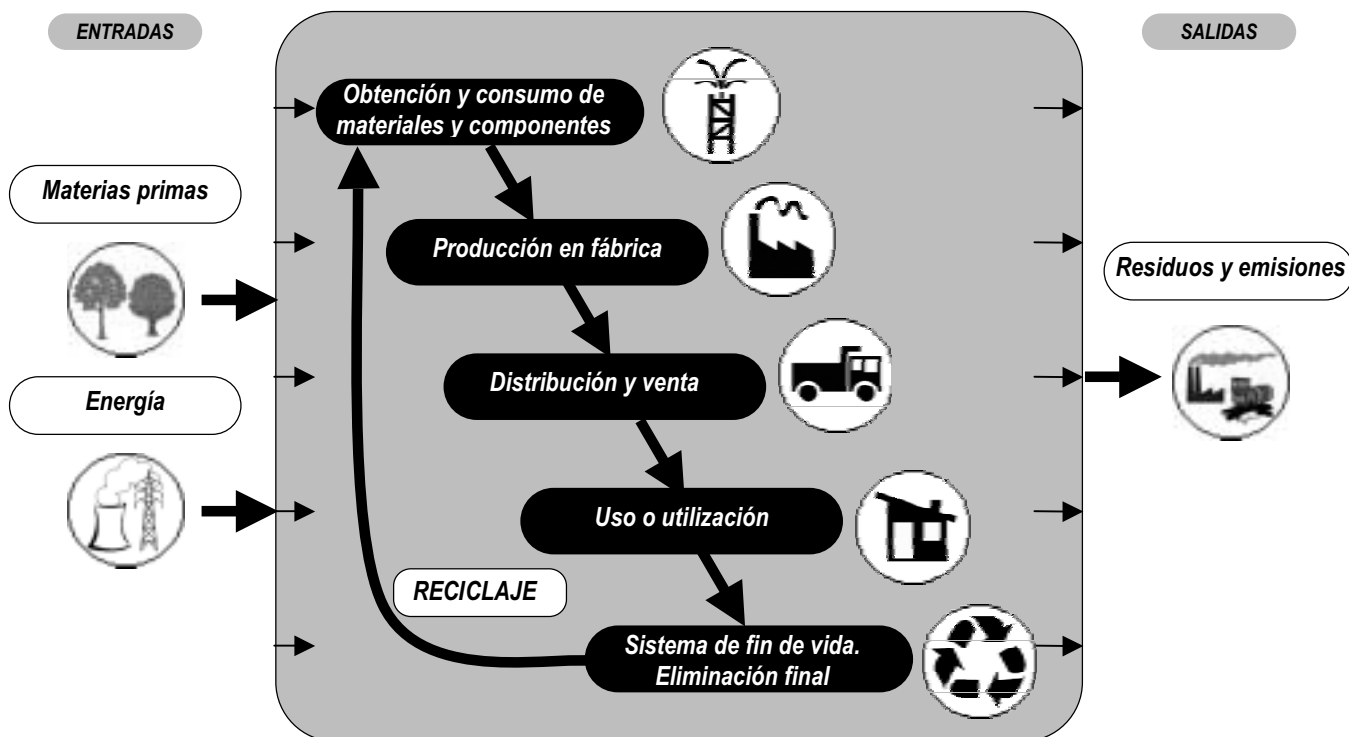 ENTRADAS
SALIDAS
Obtención y consumo de
materiales y componentes
Materias primas
Producción en fábrica
Residuos y emisiones
Distribución y venta
Energía
Uso o utilización
RECICLAJE
Sistema de fin de vida.
Eliminación final